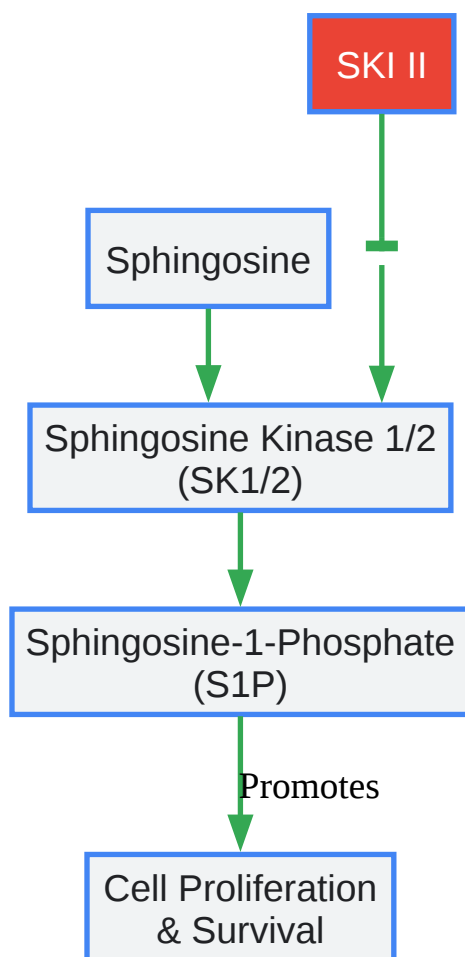 SKI II
Sphingosine
Sphingosine Kinase 1/2
(SK1/2)
Sphingosine-1-Phosphate
(S1P)
Promotes
Cell Proliferation
& Survival